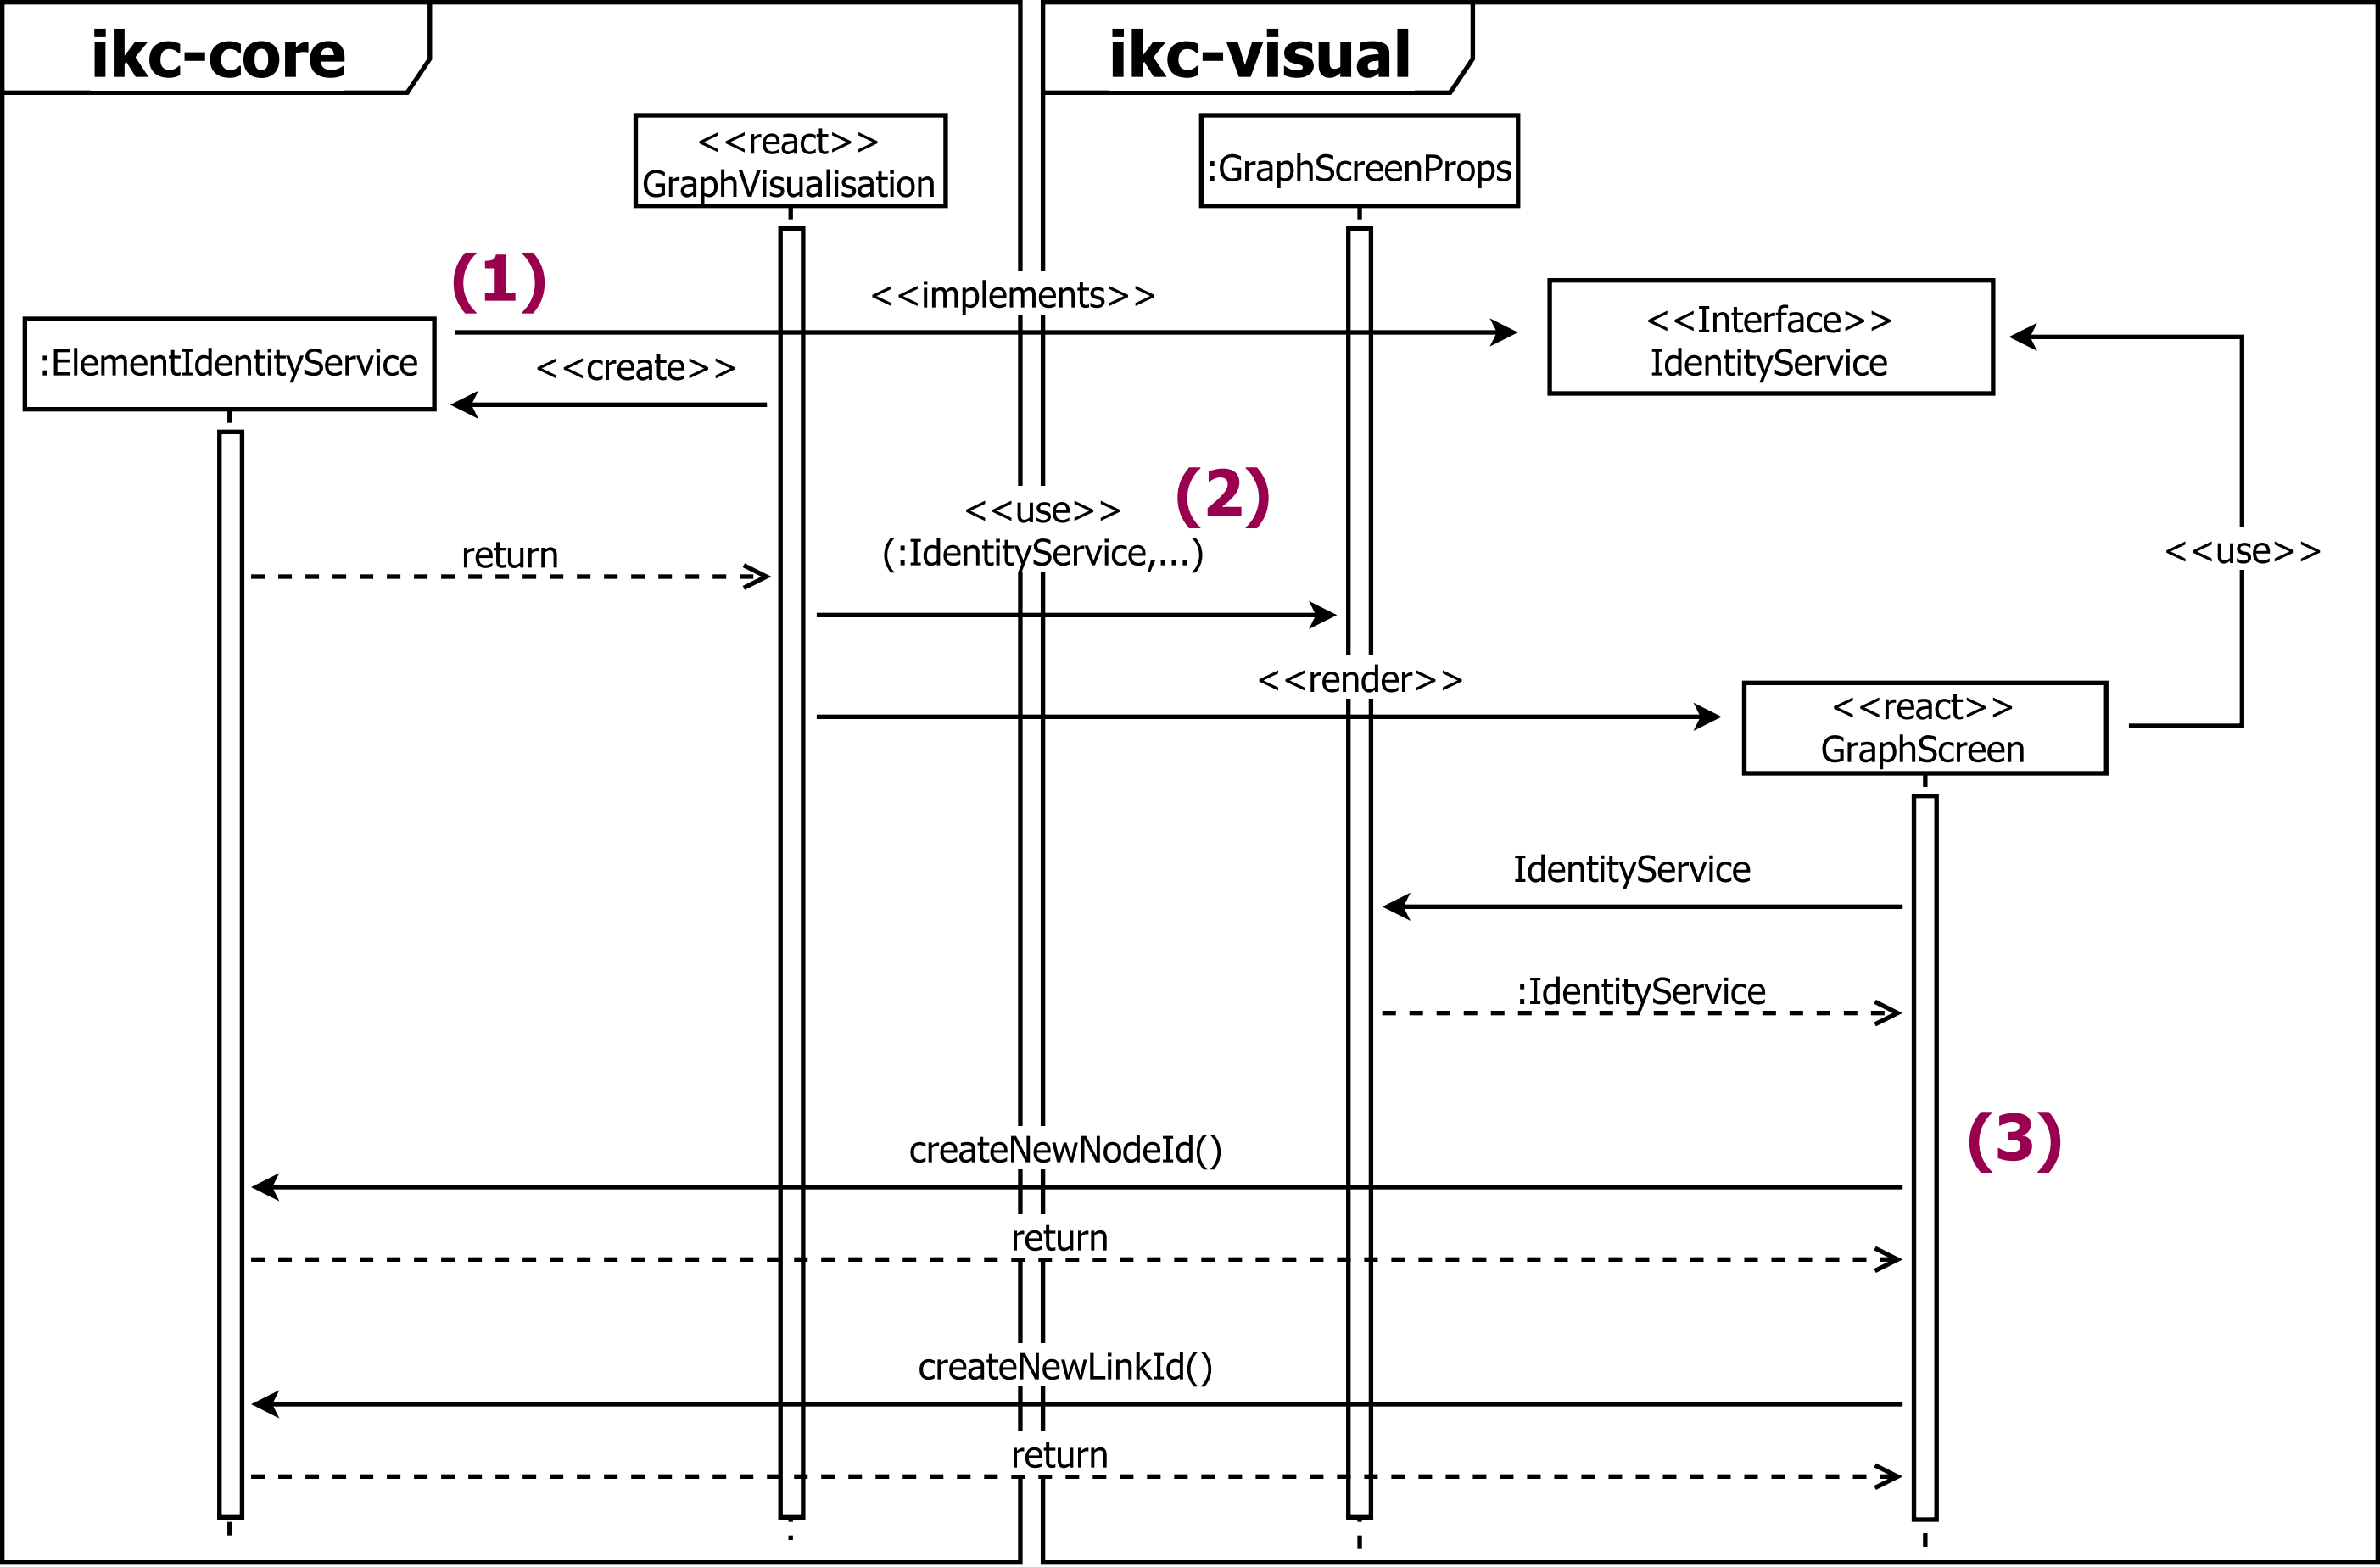 ikc-core
ikc-visual
<<react>>
GraphVisualisation
:GraphScreenProps
(1)
<<implements>>
<<Interface>>
IdentityService
:ElementIdentityService
<<create>>
(2)
<<use>>
(:IdentityService,...)
return
<<use>>
<<render>>
<<react>>
GraphScreen
IdentityService
:IdentityService
(3)
createNewNodeId()
return
createNewLinkId()
return